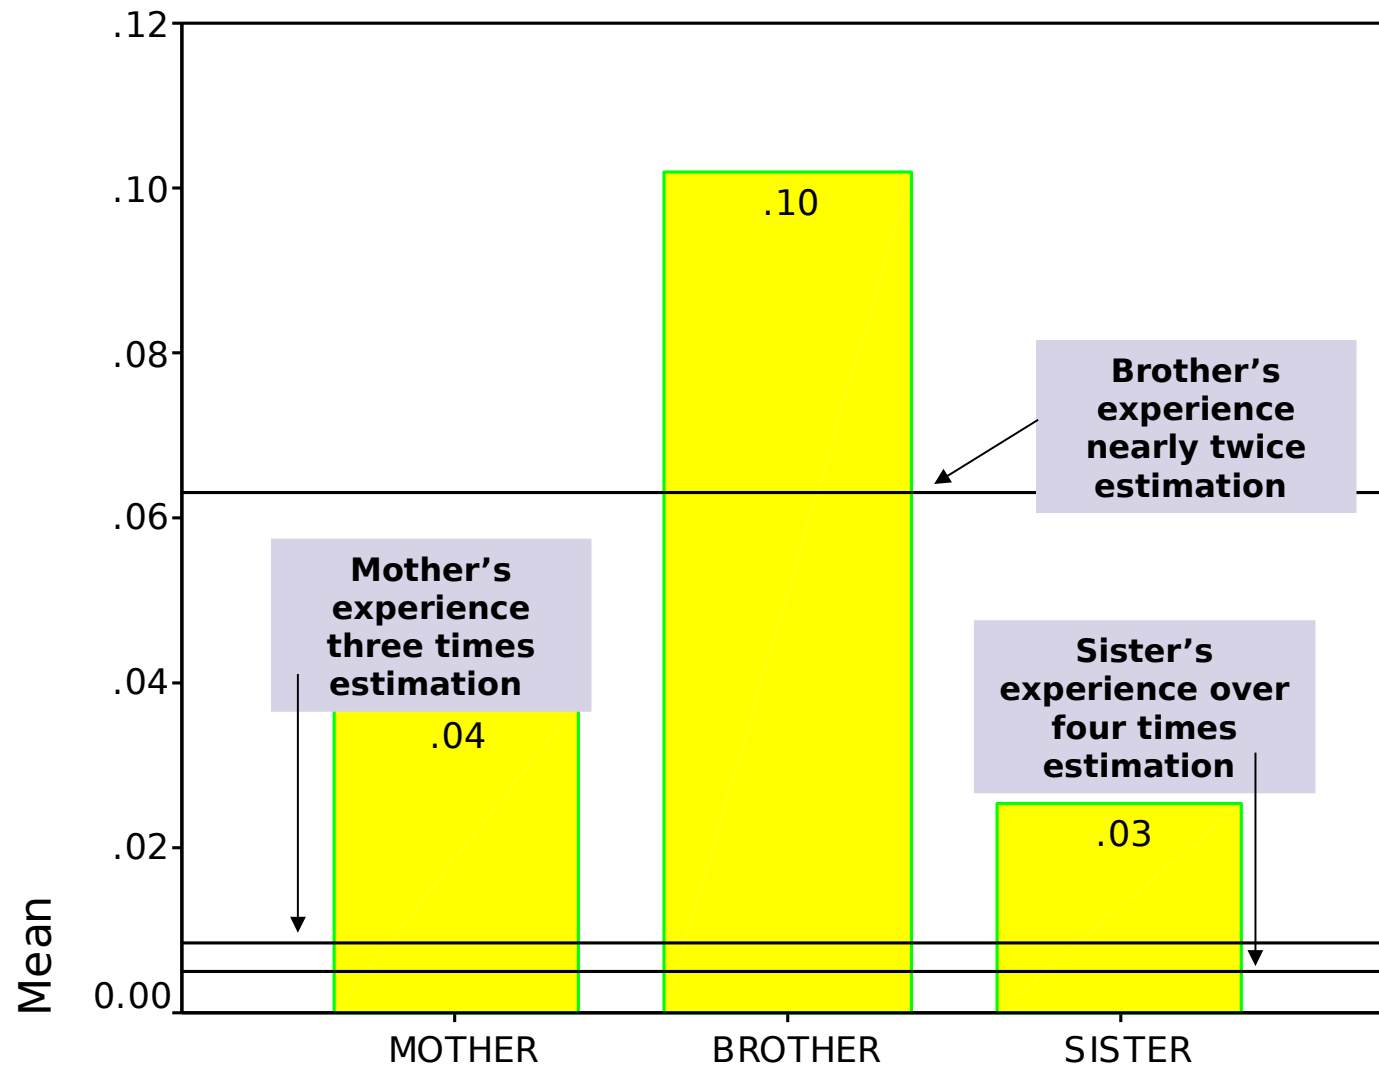 .12
.10
.10
.08
Brother’s
experience
nearly twice
estimation
.06
Mother’s
experience
three times
estimation
Sister’s
experience over
four times
estimation
.04
.04
.03
.02
Mean
0.00
MOTHER
BROTHER
SISTER